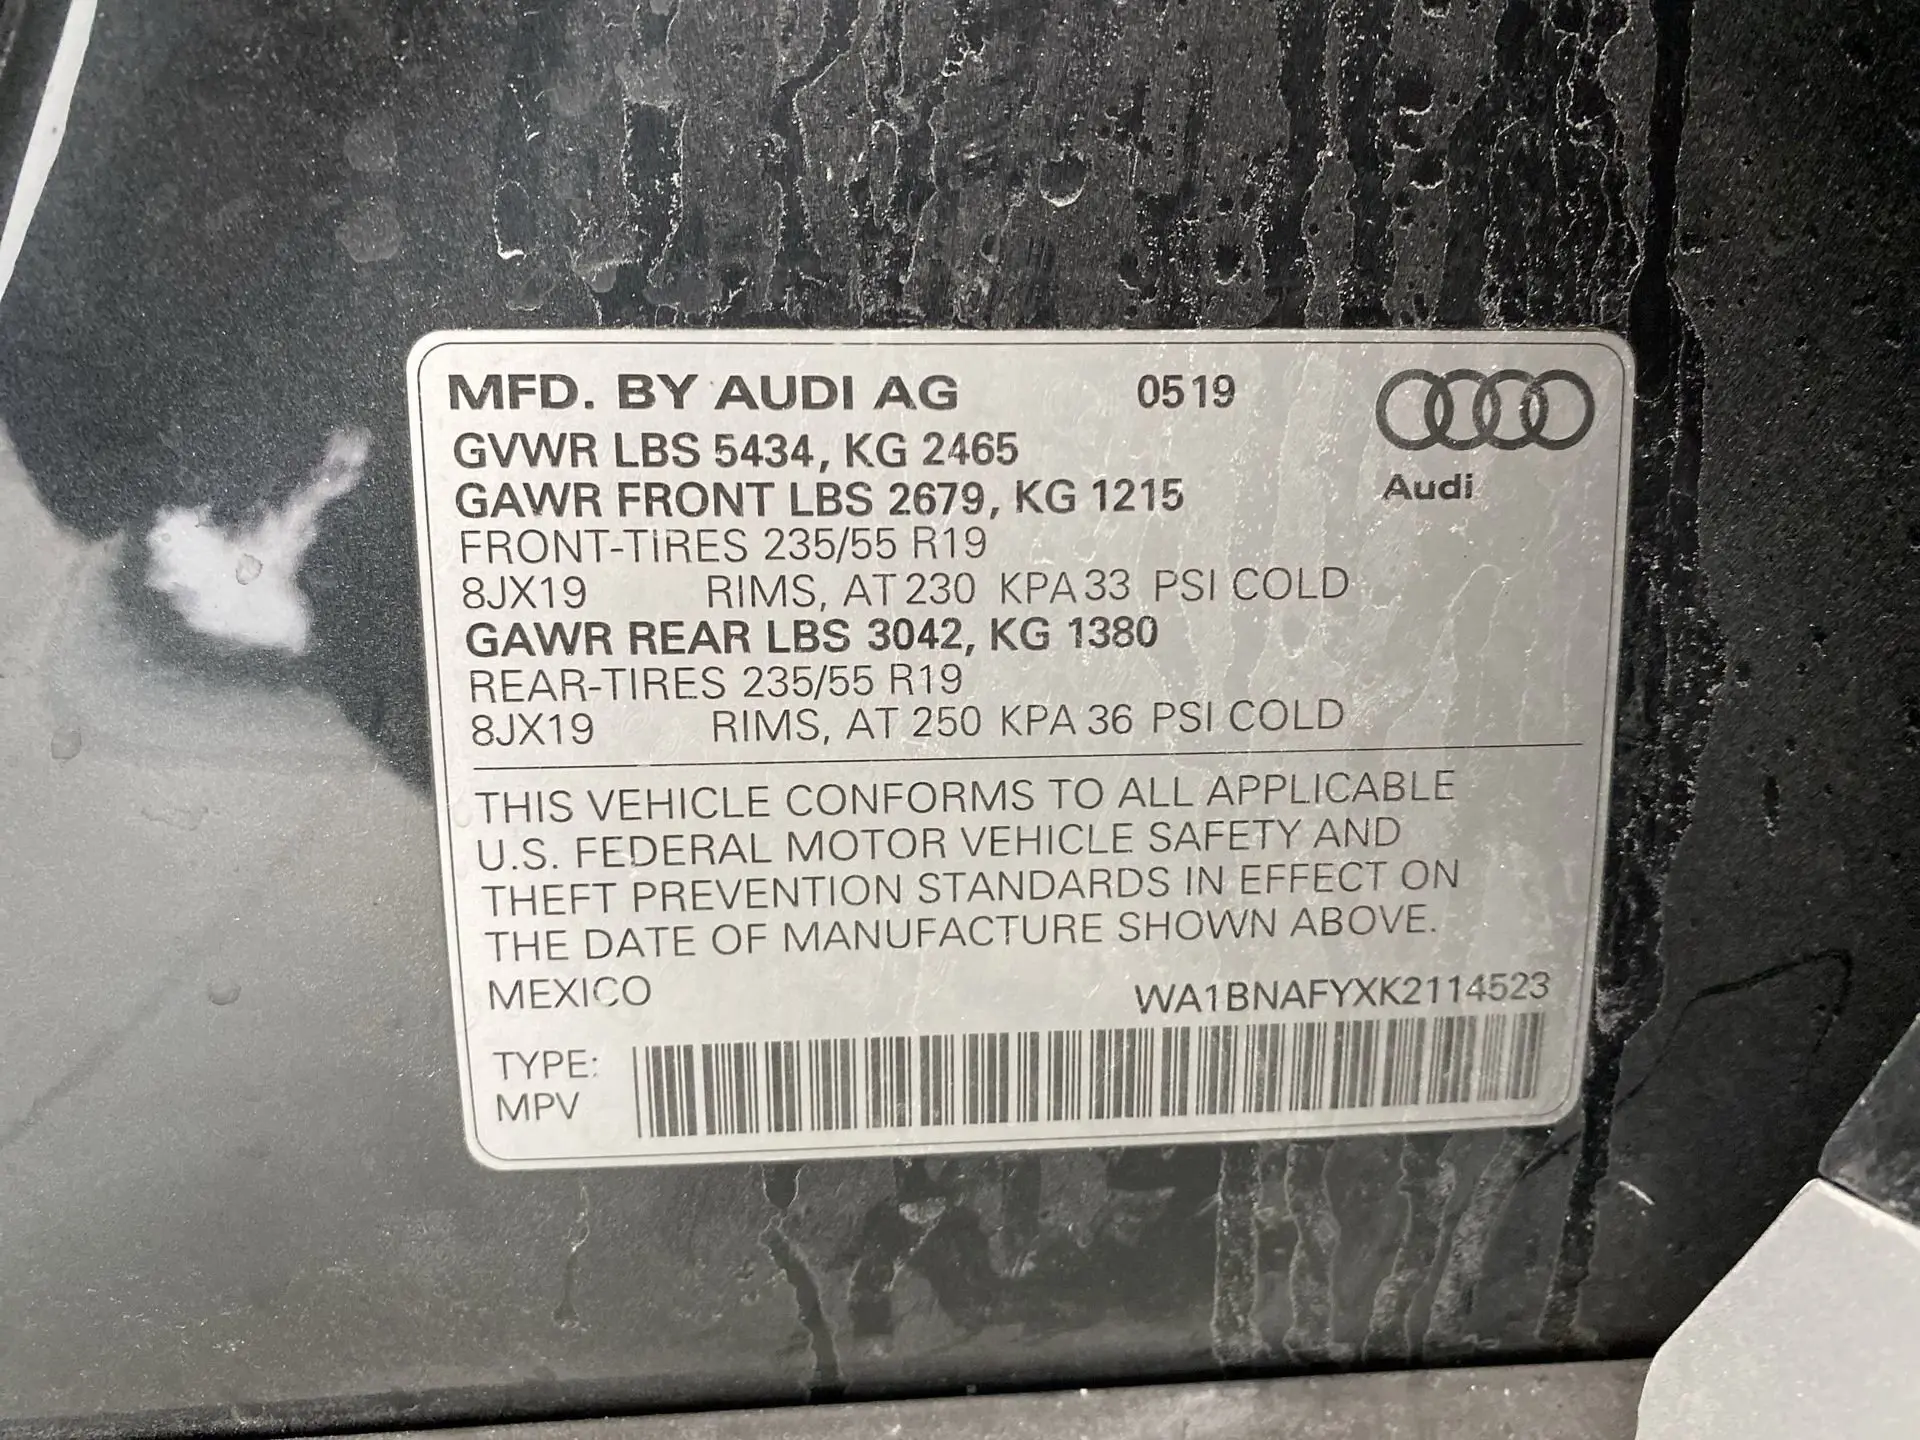 MFD. BY AUDI AG 0519
GVWR LBS 5434, KG 2465
GAWR FRONT LBS 2679, KG 1215
Audi
FRONT-TIRES 235/55 R19
8JX19 RIMS, AT 230 KPA 33 PSI COLD
GAWR REAR LBS 3042, KG 1380
REAR-TIRES 235/55 R19
8JX19 RIMS, AT 250 KPA 36 PSI COLD
THIS VEHICLE CONFORMS TO ALL APPLICABLE
U.S. FEDERAL MOTOR VEHICLE SAFETY AND
THEFT PREVENTION STANDARDS IN EFFECT ON
THE DATE OF MANUFACTURE SHOWN ABOVE.
MEXICO WA1BNAFYXK2114523
TYPE:
MPV